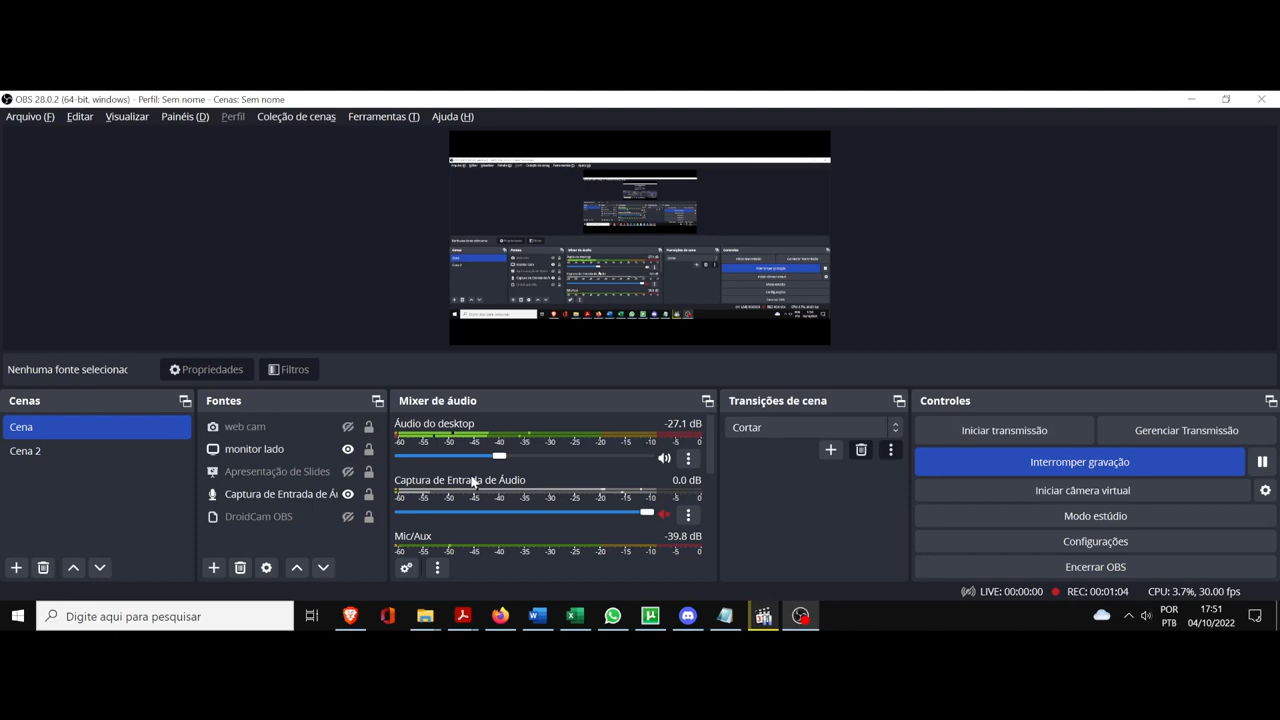 OBS 28.0.2 (64-bit, windows) - Perfil: Sem nome - Cenas: Sem nome
Arquivo (F) Editar Visualizar Painéis (D) Perfil Coleção de cenas Ferramentas (T) Ajuda (H)
Nenhuma fonte selecionac Propriedades Filtros
Cenas
Cena
Cena 2
Fontes
web cam
monitor lado
Apresentação de Slides
Captura de Entrada de Áu
DroidCam OBS
Mixer de áudio
Áudio do desktop -27.1 dB
-60 -55 -50 -45 -40 -35 -30 -25 -20 -15 -10 -5 0
Captura de Entrada de Áudio 0.0 dB
-60 -55 -50 -45 -40 -35 -30 -25 -20 -15 -10 -5 0
Mic/Aux -39.8 dB
-60 -55 -50 -45 -40 -35 -30 -25 -20 -15 -10 -5 0
Transições de cena
Cortar
Controles
Iniciar transmissão Gerenciar Transmissão
Interromper gravação
Iniciar câmera virtual
Modo estúdio
Configurações
Encerrar OBS
LIVE: 00:00:00 REC: 00:01:04 CPU: 3.7%, 30.00 fps
Digite aqui para pesquisar
POR 17:51
PTB 04/10/2022